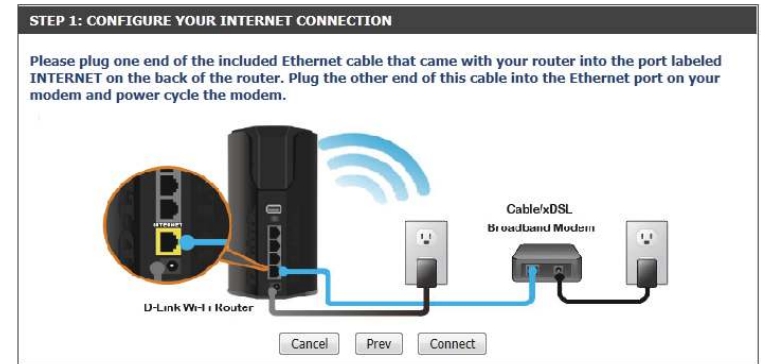 STEP 1: CONFIGURE YOUR INTERNET CONNECTION
Please plug one end of the included Ethernet cable that came with your router into the port labeled
INTERNET on the back of the router. Plug the other end of this cable into the Ethernet port on your
modem and power cycle the modem.
INTERNET
Cable/xDSL
Broadband Modem
D-Link Wi-Fi Router
Cancel Prev Connect